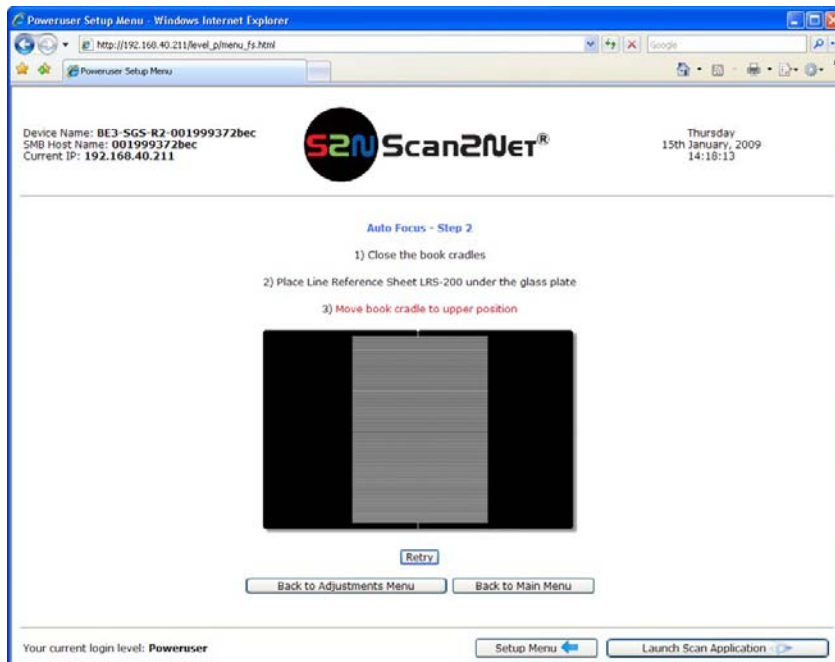 Poweruser Setup Menu - Windows Internet Explorer
http://192.168.40.211/level_p/menu_fs.html
Google
Poweruser Setup Menu
Device Name: BE3-SGS-R2-001999372bec
SMB Host Name: 001999372bec
Current IP: 192.168.40.211
S2N Scan2Net®
Thursday
15th January, 2009
14:18:13
Auto Focus - Step 2
1) Close the book cradles
2) Place Line Reference Sheet LRS-200 under the glass plate
3) Move book cradle to upper position
Retry
Back to Adjustments Menu
Back to Main Menu
Your current login level: Poweruser
Setup Menu
Launch Scan Application